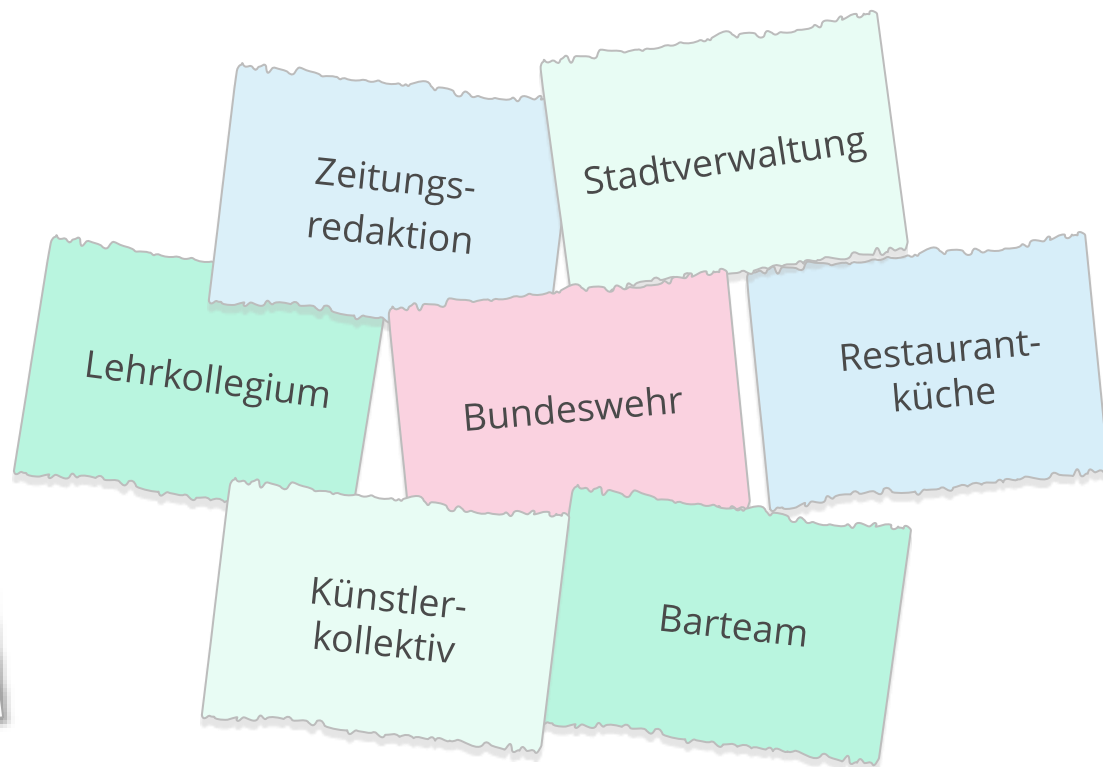 Zeitungs-
redaktion
Stadtverwaltung
Lehrkollegium
Bundeswehr
Restaurant-
küche
Künstler-
kollektiv
Barteam